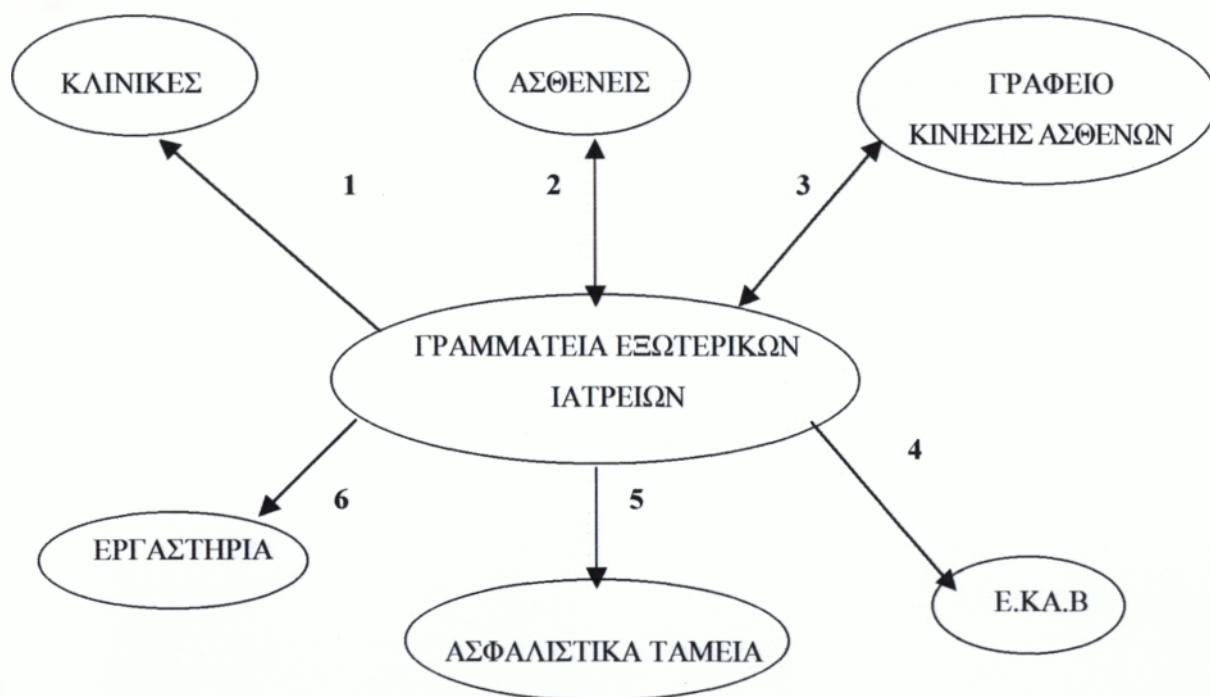 ΚΛΙΝΙΚΕΣ
ΑΣΘΕΝΕΙΣ
ΓΡΑΦΕΙΟ
ΚΙΝΗΣΗΣ ΑΣΘΕΝΩΝ
1
2
3
ΓΡΑΜΜΑΤΕΙΑ ΕΞΩΤΕΡΙΚΩΝ
ΙΑΤΡΕΙΩΝ
4
6
5
ΕΡΓΑΣΤΗΡΙΑ
Ε.ΚΑ.Β
ΑΣΦΑΛΙΣΤΙΚΑ ΤΑΜΕΙΑ